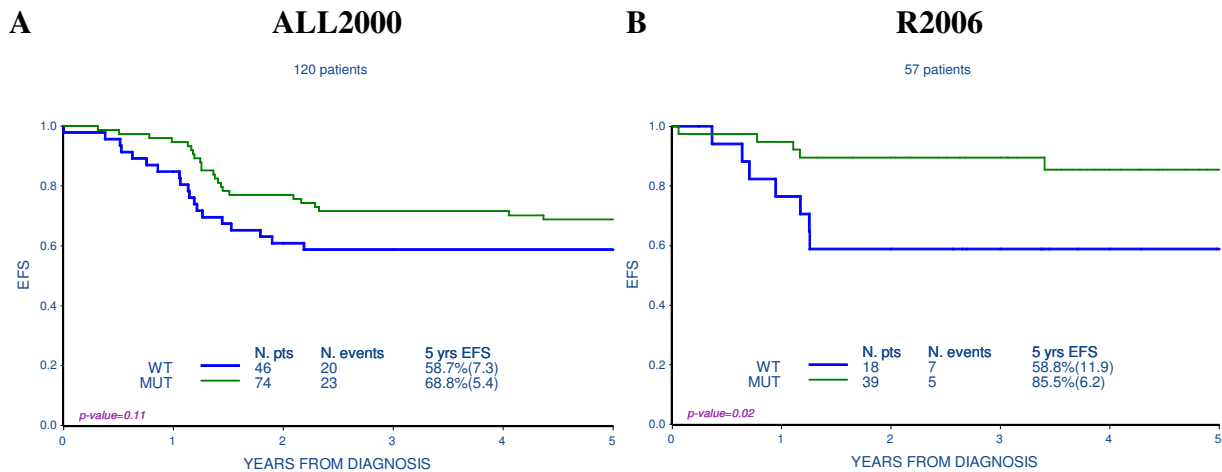 A ALL2000
120 patients
1.0
0.8
0.6
0.4
0.2
0.0
EFS
N. pts N. events 5 yrs EFS
WT 46 20 58.7%(7.3)
MUT 74 23 68.8%(5.4)
p-value=0.11
0 1 2 3 4 5
YEARS FROM DIAGNOSIS
B R2006
57 patients
1.0
0.8
0.6
0.4
0.2
0.0
EFS
N. pts N. events 5 yrs EFS
WT 18 7 58.8%(11.9)
MUT 39 5 85.5%(6.2)
p-value=0.02
0 1 2 3 4 5
YEARS FROM DIAGNOSIS